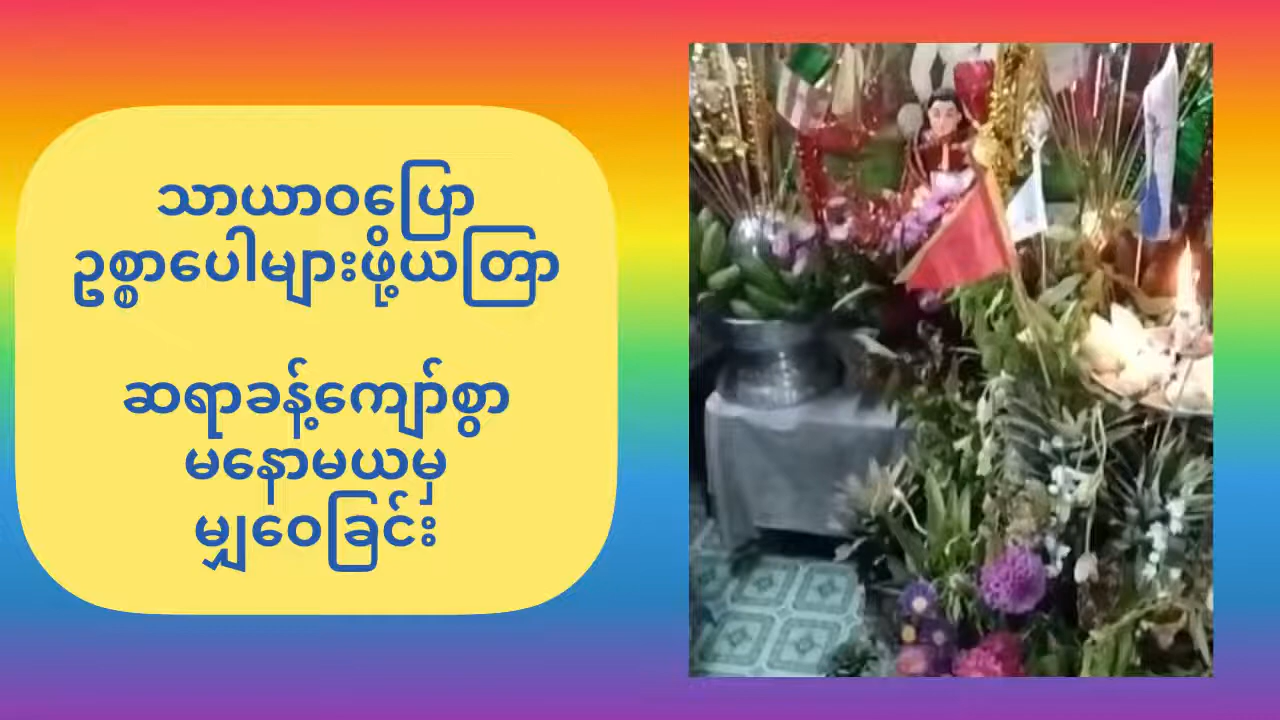 သာယာဝပြော
ဥစ္စာပေါများဖို့ယတြာ
ဆရာခန့်ကျော်စွာ
မနောမယမှ
မျှဝေခြင်း